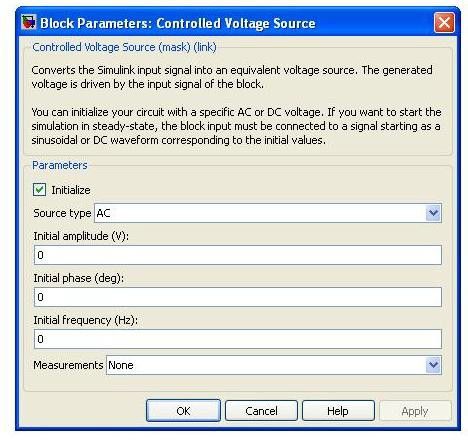 Block Parameters: Controlled Voltage Source
Controlled Voltage Source (mask) (link)
Converts the Simulink input signal into an equivalent voltage source. The generated
voltage is driven by the input signal of the block.
You can initialize your circuit with a specific AC or DC voltage. If you want to start the
simulation in steady-state, the block input must be connected to a signal starting as a
sinusoidal or DC waveform corresponding to the initial values.
Parameters
Initialize
Source type AC
Initial amplitude (V):
0
Initial phase (deg):
0
Initial frequency (Hz):
0
Measurements None
OK Cancel Help Apply